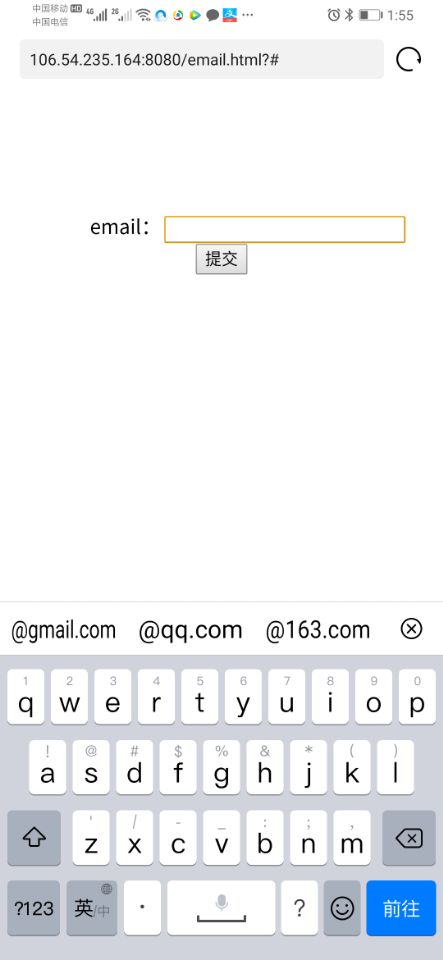 中国移动 HD 4G 2G 1:55
中国电信
106.54.235.164:8080/email.html?#
email：
提交
@gmail.com @qq.com @163.com
1 2 3 4 5 6 7 8 9 0
q w e r t y u i o p
! @ # $ % & * ( )
a s d f g h j k l
' / - _ : ; ,
z x c v b n m
?123 英/中 · ? 前往